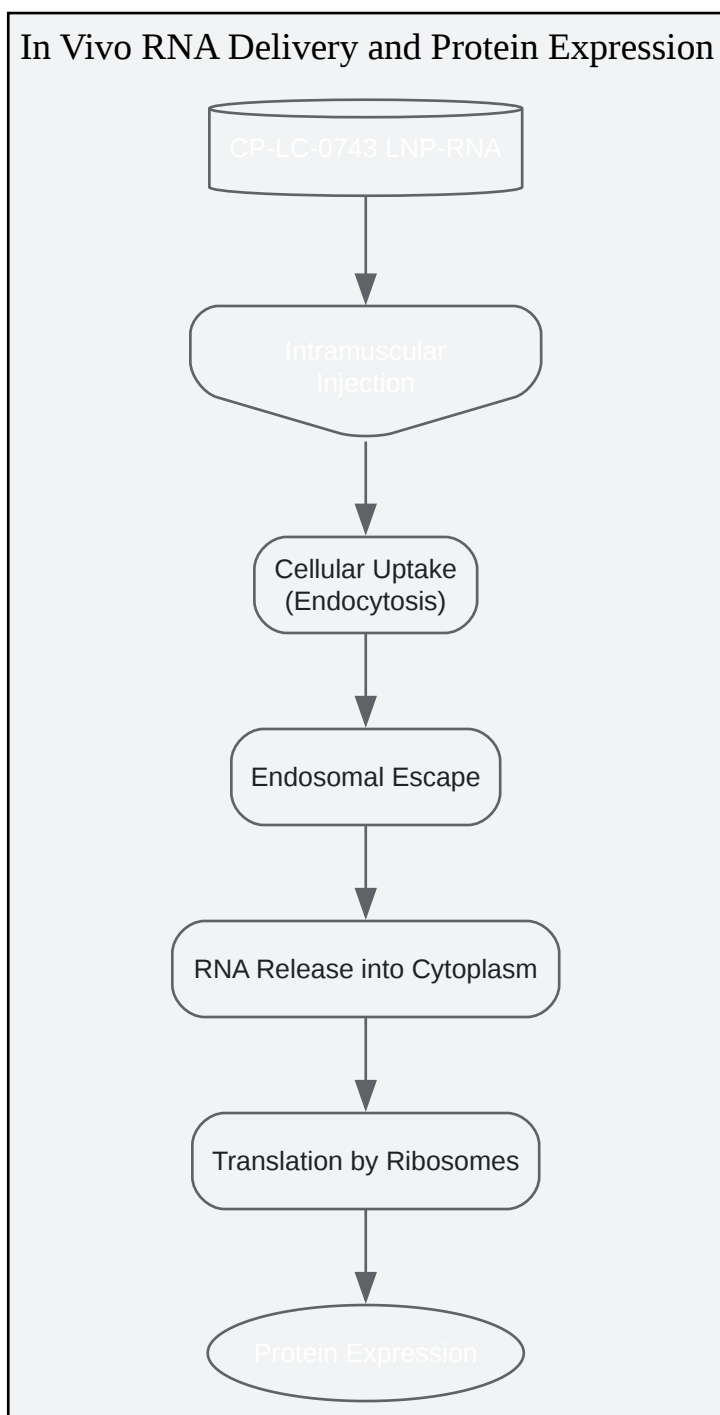 In Vivo RNA Delivery and Protein Expression
CP-LC-0743 LNP-RNA
Intramuscular
Injection
Cellular Uptake
(Endocytosis)
Endosomal Escape
RNA Release into Cytoplasm
Translation by Ribosomes
Protein Expression